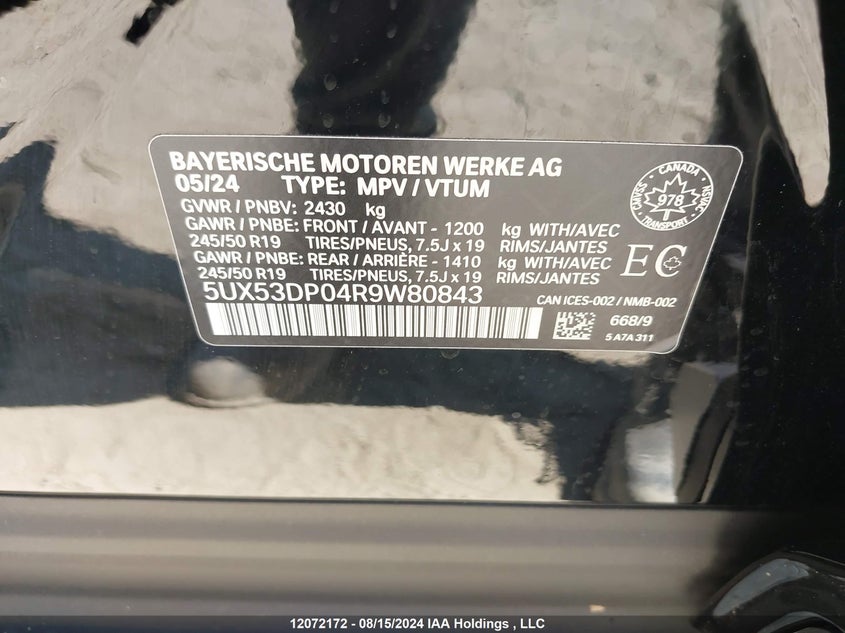 BAYERISCHE MOTOREN WERKE AG
05/24 TYPE: MPV / VTUM
GVWR / PNBV: 2430 kg
GAWR / PNBE: FRONT / AVANT - 1200 kg WITH/AVEC
245/50 R19 TIRES/PNEUS, 7.5J x 19 RIMS/JANTES
GAWR / PNBE: REAR / ARRIÈRE - 1410 kg WITH/AVEC
245/50 R19 TIRES/PNEUS, 7.5J x 19 RIMS/JANTES
5UX53DP04R9W80843
CANADA
CMVSS
978
NSVAC
TRANSPORT
EC
CAN ICES-002 / NMB-002
668/9
5 A7A 311
12072172 - 08/15/2024 IAA Holdings , LLC